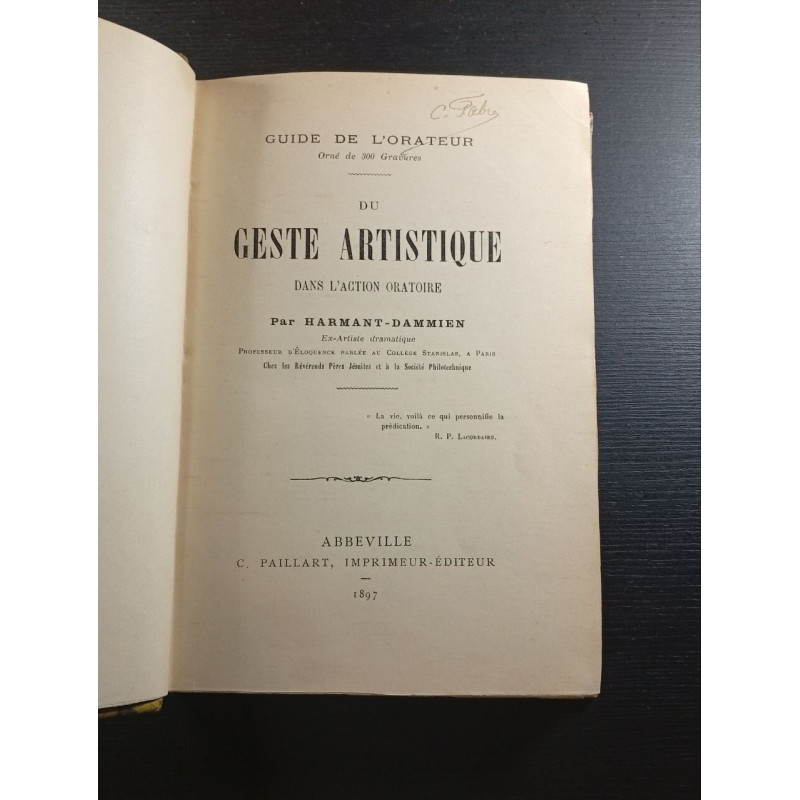 C. Fabre
GUIDE DE L'ORATEUR
Orné de 300 Gravures
DU
GESTE ARTISTIQUE
DANS L'ACTION ORATOIRE
Par HARMANT-DAMMIEN
Ex-Artiste dramatique
PROFESSEUR D'ÉLOQUENCE PARLÉE AU COLLÈGE STANISLAS, A PARIS
Chez les Révérends Pères Jésuites et à la Société Philotechnique
« La vie, voilà ce qui personnifie la
prédication. »
R. P. LACORDAIRE.
ABBEVILLE
C. PAILLART, IMPRIMEUR-ÉDITEUR
1897